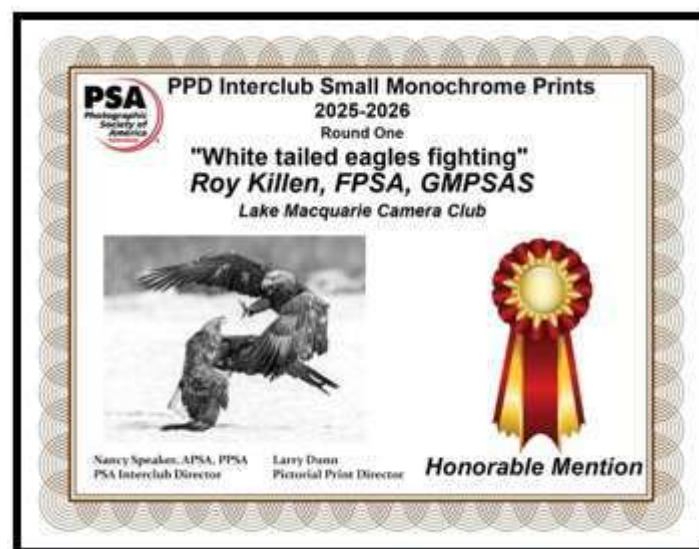 PSA
Photographic
Society of
America
PPD Interclub Small Monochrome Prints
2025-2026
Round One
"White tailed eagles fighting"
Roy Killen, FPSA, GMPSAS
Lake Macquarie Camera Club
Nancy Speaker, APSA, PPSA
PSA Interclub Director
Larry Dunn
Pictorial Print Director
Honorable Mention